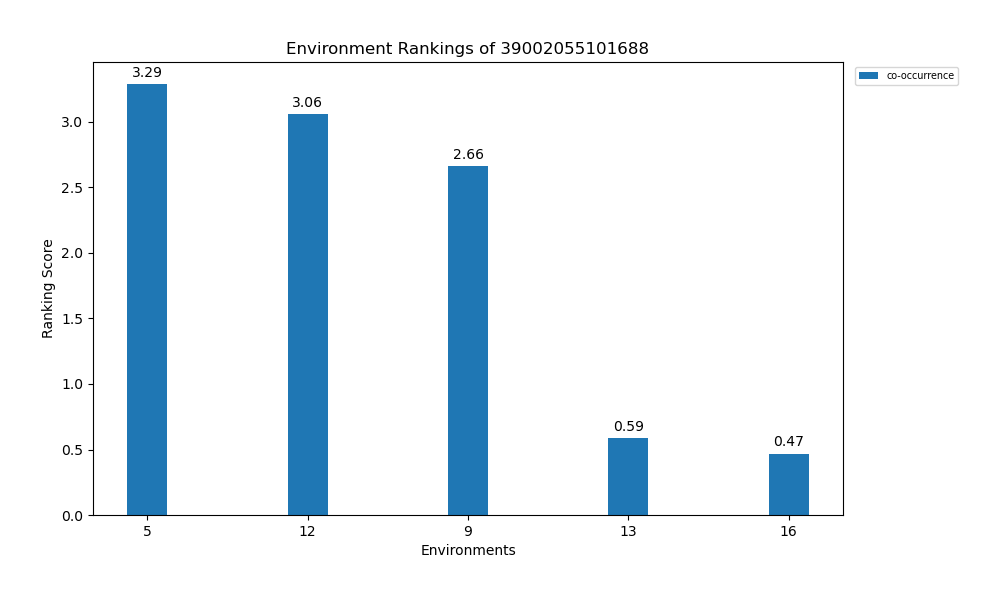 Environment Rankings of 39002055101688
co-occurrence
3.29
3.06
2.66
0.59
0.47
Ranking Score
3.0
2.5
2.0
1.5
1.0
0.5
0.0
5 12 9 13 16
Environments